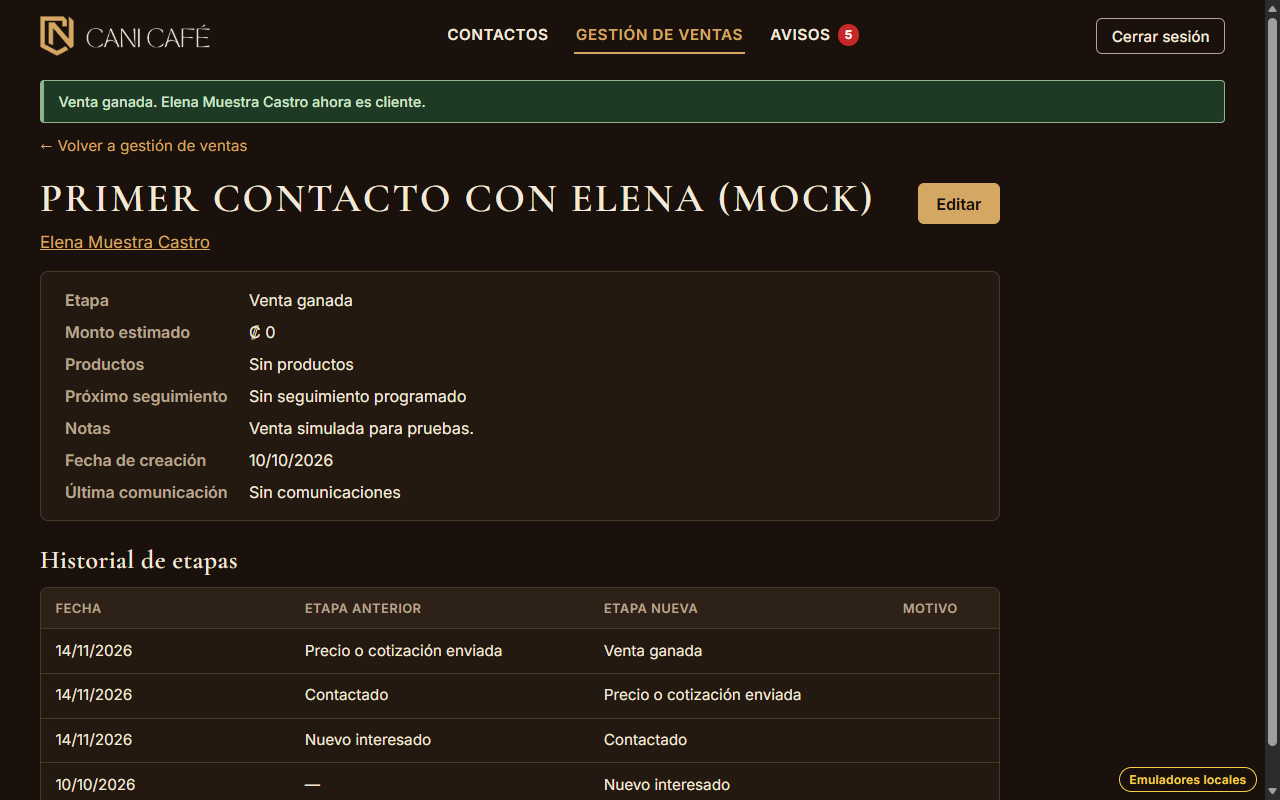 CANI CAFÉ
CONTACTOS GESTIÓN DE VENTAS AVISOS 5
Cerrar sesión
Venta ganada. Elena Muestra Castro ahora es cliente.
← Volver a gestión de ventas
PRIMER CONTACTO CON ELENA (MOCK)
Editar
Elena Muestra Castro
Etapa Venta ganada
Monto estimado ₡ 0
Productos Sin productos
Próximo seguimiento Sin seguimiento programado
Notas Venta simulada para pruebas.
Fecha de creación 10/10/2026
Última comunicación Sin comunicaciones
Historial de etapas
FECHA ETAPA ANTERIOR ETAPA NUEVA MOTIVO
14/11/2026 Precio o cotización enviada Venta ganada
14/11/2026 Contactado Precio o cotización enviada
14/11/2026 Nuevo interesado Contactado
10/10/2026 — Nuevo interesado
Emuladores locales